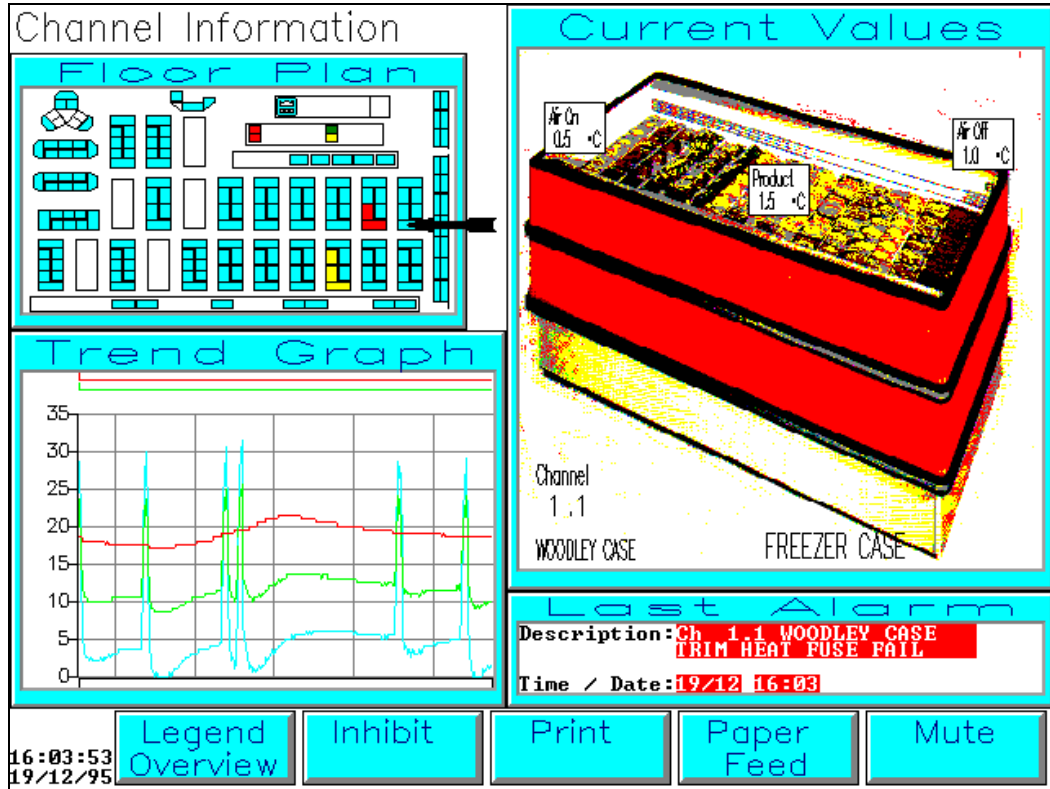 Channel Information
Floor Plan
Trend Graph
35
30
25
20
15
10
5
0
Current Values
Air On
0.5 °C
Air Off
1.0 °C
Product
1.5 °C
Channel
1.1
WOODLEY CASE
FREEZER CASE
Last Alarm
Description: Ch 1.1 WOODLEY CASE
TRIM HEAT FUSE FAIL
Time / Date: 19/12 16:03
16:03:53
19/12/95
Legend
Overview
Inhibit
Print
Paper
Feed
Mute